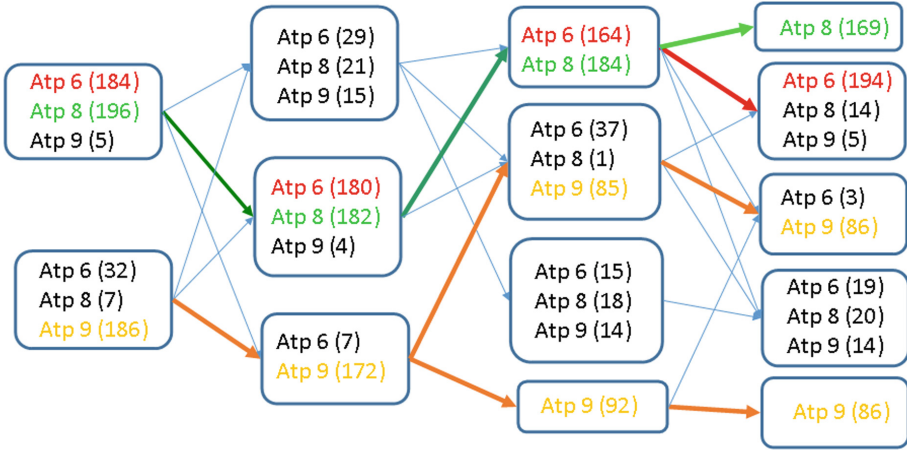 Atp 6 (184)
Atp 8 (196)
Atp 9 (5)
Atp 6 (32)
Atp 8 (7)
Atp 9 (186)
Atp 6 (29)
Atp 8 (21)
Atp 9 (15)
Atp 6 (180)
Atp 8 (182)
Atp 9 (4)
Atp 6 (7)
Atp 9 (172)
Atp 6 (164)
Atp 8 (184)
Atp 6 (37)
Atp 8 (1)
Atp 9 (85)
Atp 6 (15)
Atp 8 (18)
Atp 9 (14)
Atp 9 (92)
Atp 8 (169)
Atp 6 (194)
Atp 8 (14)
Atp 9 (5)
Atp 6 (3)
Atp 9 (86)
Atp 6 (19)
Atp 8 (20)
Atp 9 (14)
Atp 9 (86)